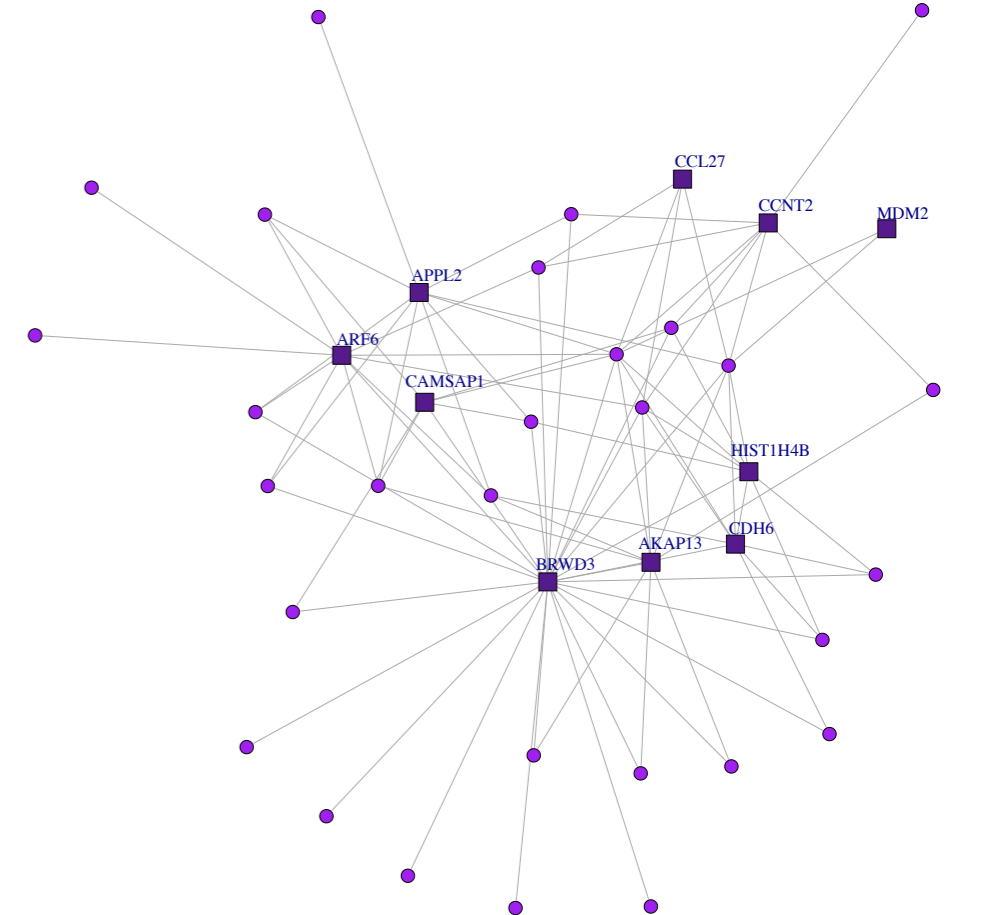 CCL27
CCNT2
MDM2
APPL2
ARF6
CAMSAP1
HIST1H4B
CDH6
AKAP13
BRWD3